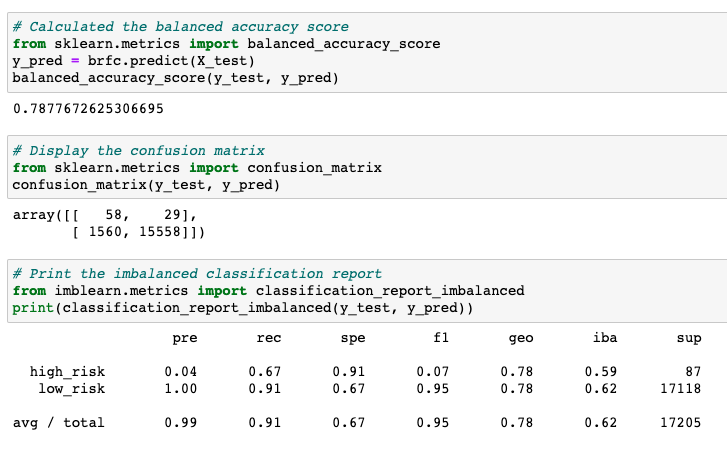 # Calculated the balanced accuracy score
from sklearn.metrics import balanced_accuracy_score
y_pred = brfc.predict(X_test)
balanced_accuracy_score(y_test, y_pred)
0.7877672625306695
# Display the confusion matrix
from sklearn.metrics import confusion_matrix
confusion_matrix(y_test, y_pred)
array([[   58,    29],
       [ 1560, 15558]])
# Print the imbalanced classification report
from imblearn.metrics import classification_report_imbalanced
print(classification_report_imbalanced(y_test, y_pred))
                   pre       rec       spe        f1       geo       iba       sup
  high_risk       0.04      0.67      0.91      0.07      0.78      0.59        87
   low_risk       1.00      0.91      0.67      0.95      0.78      0.62     17118
avg / total       0.99      0.91      0.67      0.95      0.78      0.62     17205